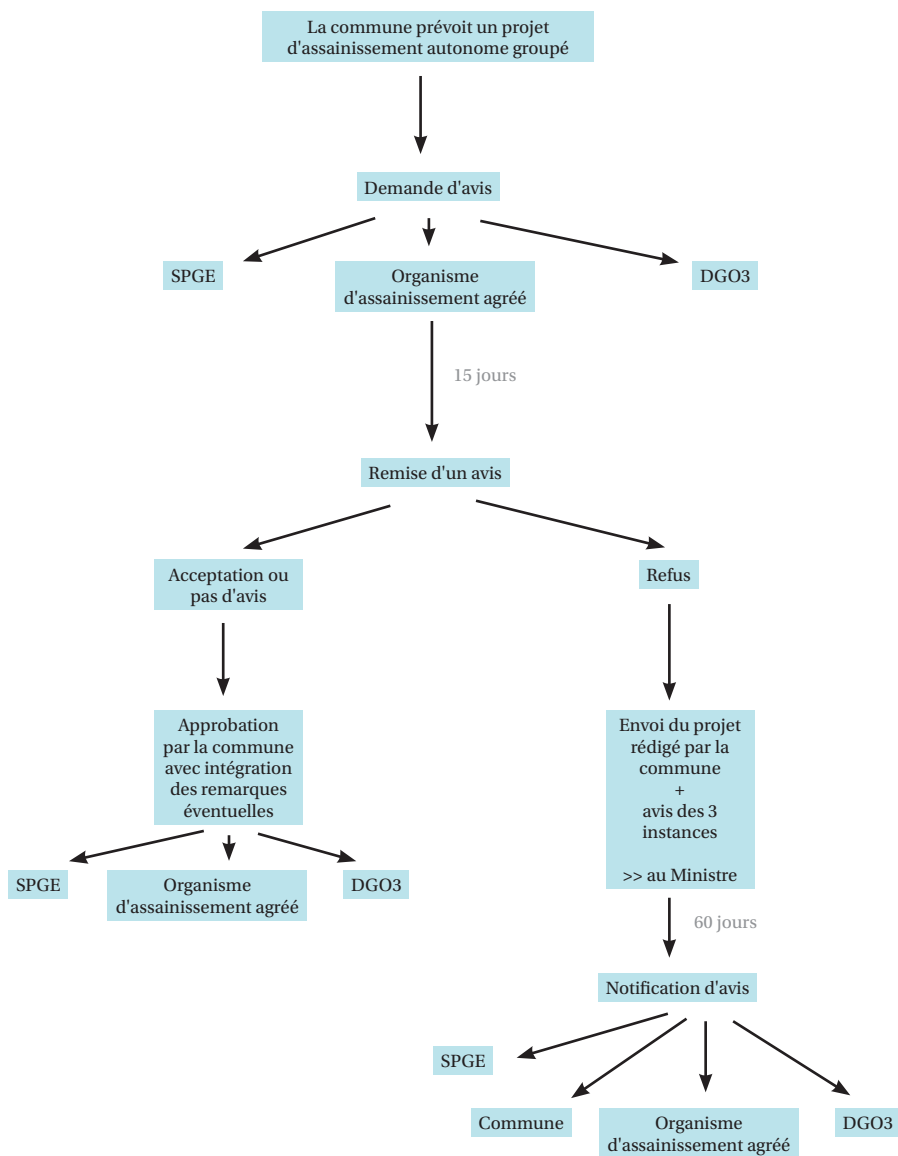 La commune prévoit un projet
d'assainissement autonome groupé
Demande d'avis
SPGE
Organisme
d'assainissement agréé
DGO3
15 jours
Remise d'un avis
Acceptation ou
pas d'avis
Refus
Approbation
par la commune
avec intégration
des remarques
éventuelles
Envoi du projet
rédigé par la
commune
+
avis des 3
instances
>> au Ministre
SPGE
Organisme
d'assainissement agréé
DGO3
60 jours
Notification d'avis
SPGE
Commune
Organisme
d'assainissement agréé
DGO3